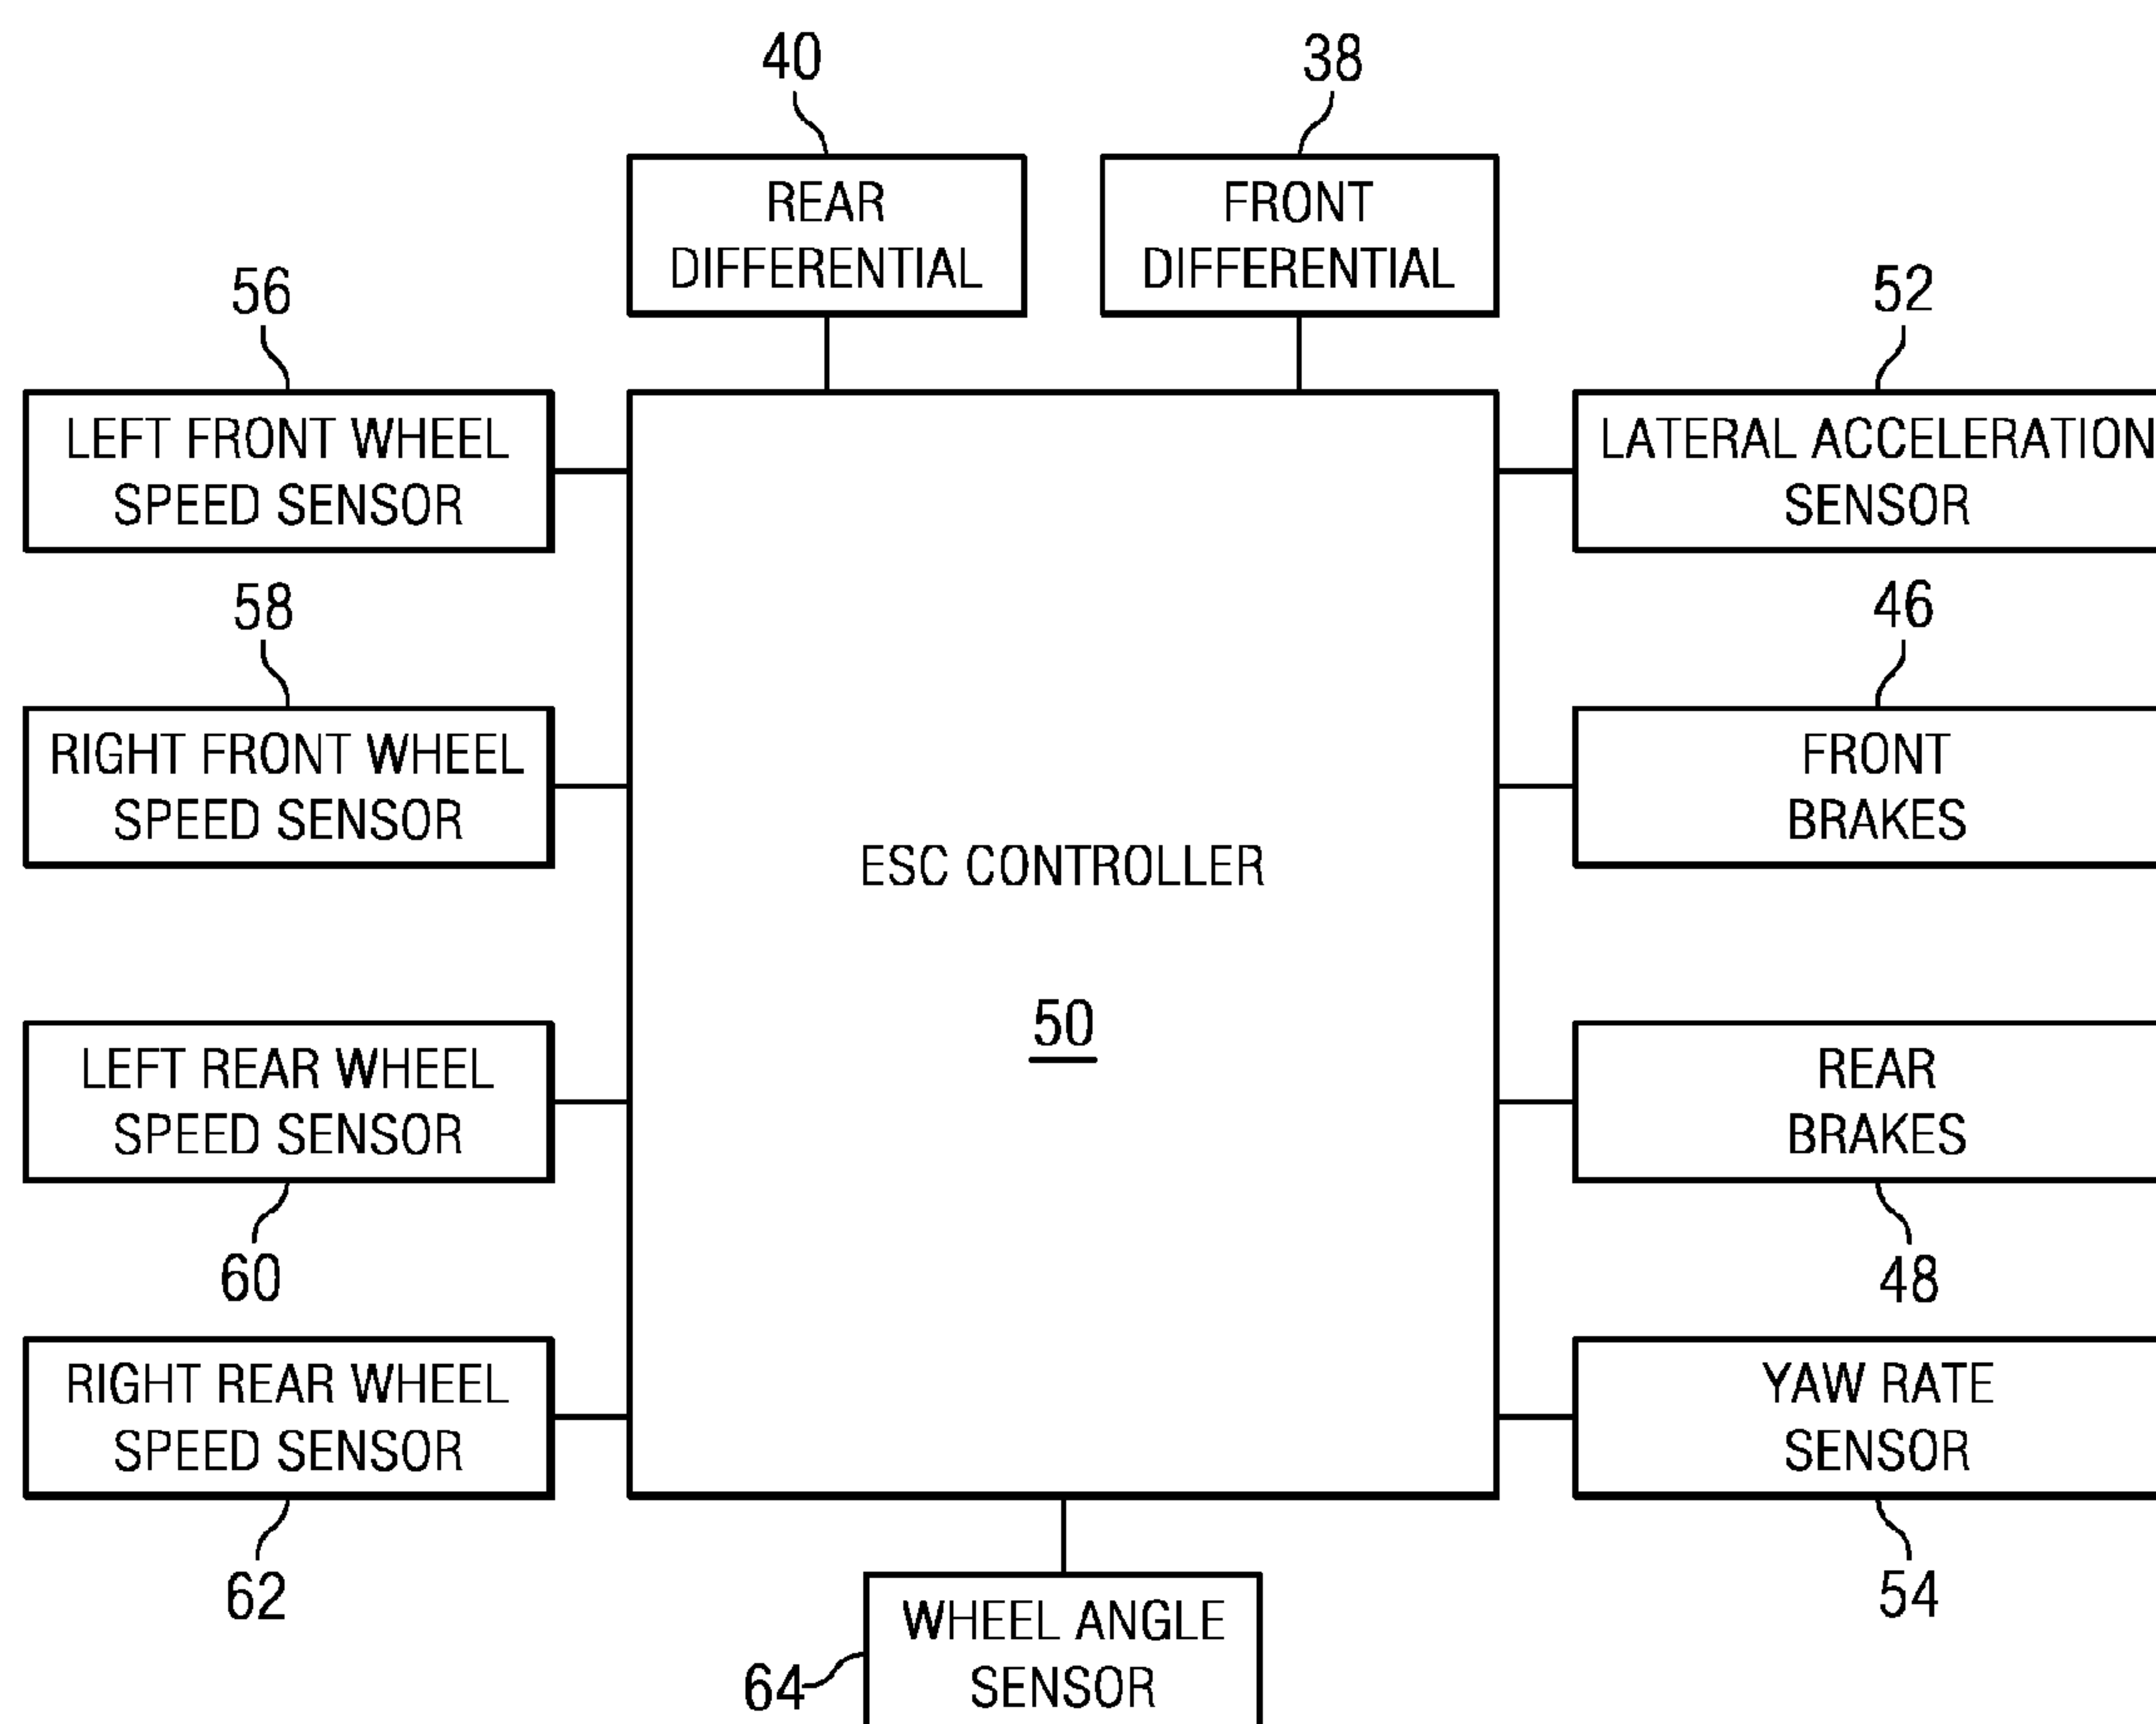 40
38
REAR
DIFFERENTIAL
FRONT
DIFFERENTIAL
56
52
LEFT FRONT WHEEL
SPEED SENSOR
LATERAL ACCELERATION
SENSOR
58
46
RIGHT FRONT WHEEL
SPEED SENSOR
FRONT
BRAKES
ESC CONTROLLER
50
LEFT REAR WHEEL
SPEED SENSOR
REAR
BRAKES
60
48
RIGHT REAR WHEEL
SPEED SENSOR
YAW RATE
SENSOR
62
54
WHEEL ANGLE
SENSOR
64